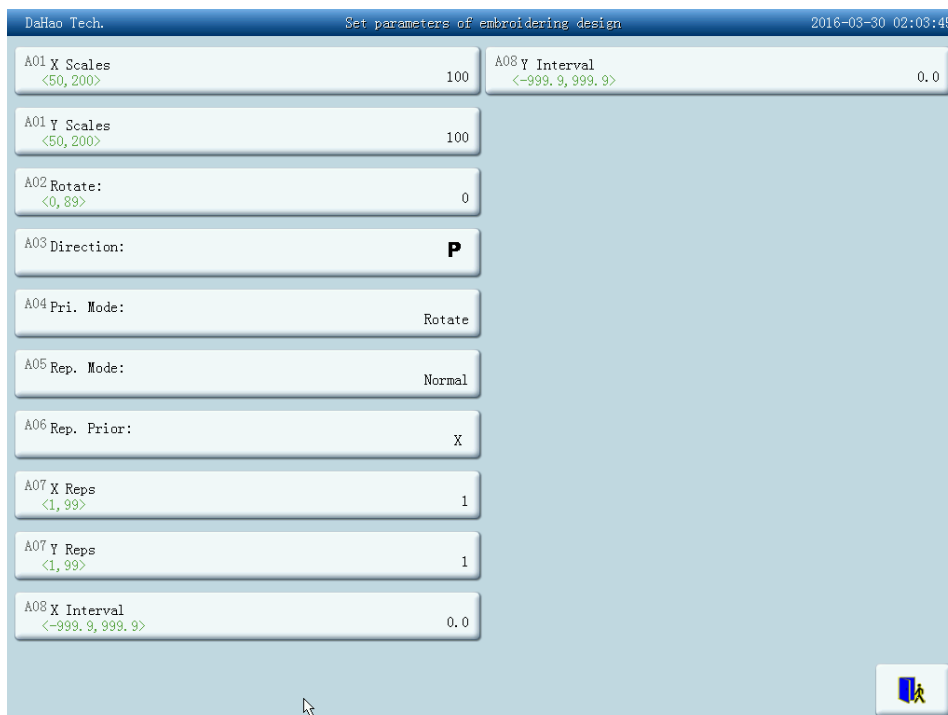 DaHao Tech. Set parameters of embroidering design 2016-03-30 02:03:45
A01 X Scales
<50,200> 100
A01 Y Scales
<50,200> 100
A02 Rotate:
<0,89> 0
A03 Direction: P
A04 Pri. Mode:
Rotate
A05 Rep. Mode:
Normal
A06 Rep. Prior:
X
A07 X Reps
<1,99> 1
A07 Y Reps
<1,99> 1
A08 X Interval
<-999.9,999.9> 0.0
A08 Y Interval
<-999.9,999.9> 0.0